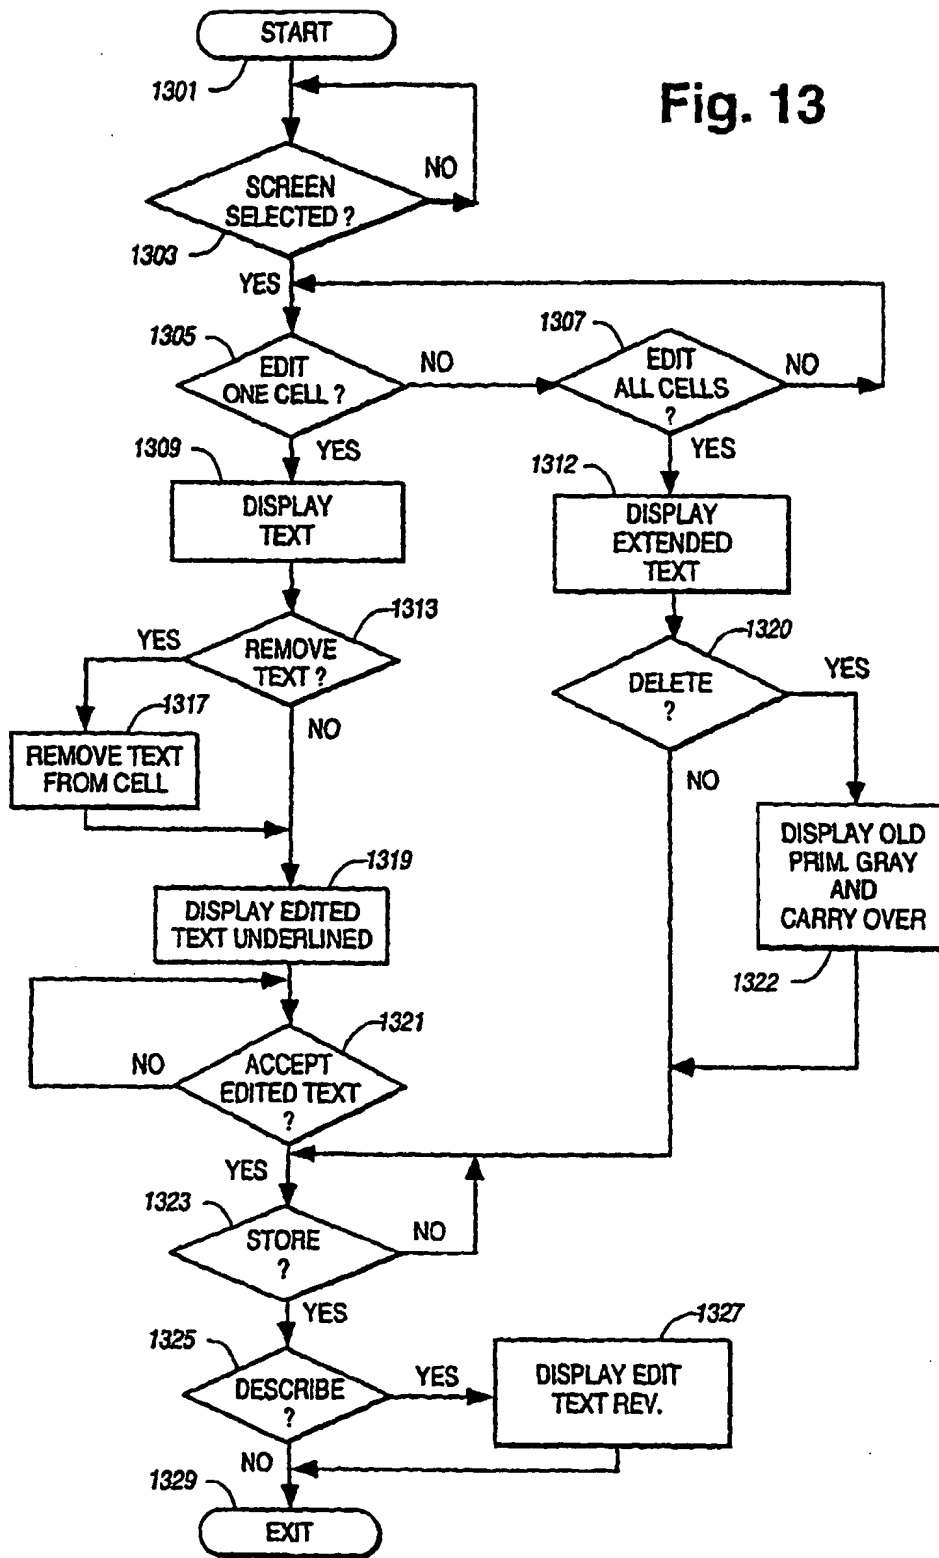 START
1301
Fig. 13
NO
SCREEN
SELECTED ?
1303
YES
1305
EDIT
ONE CELL ?
NO
1307
EDIT
ALL CELLS
?
NO
YES
1309
DISPLAY
TEXT
YES
1312
DISPLAY
EXTENDED
TEXT
1313
REMOVE
TEXT ?
YES
NO
1317
REMOVE TEXT
FROM CELL
1320
DELETE
?
YES
NO
DISPLAY OLD
PRIM. GRAY
AND
CARRY OVER
1322
1319
DISPLAY EDITED
TEXT UNDERLINED
1321
NO
ACCEPT
EDITED TEXT
?
YES
1323
STORE
?
NO
YES
1325
DESCRIBE
?
YES
1327
DISPLAY EDIT
TEXT REV.
NO
1329
EXIT